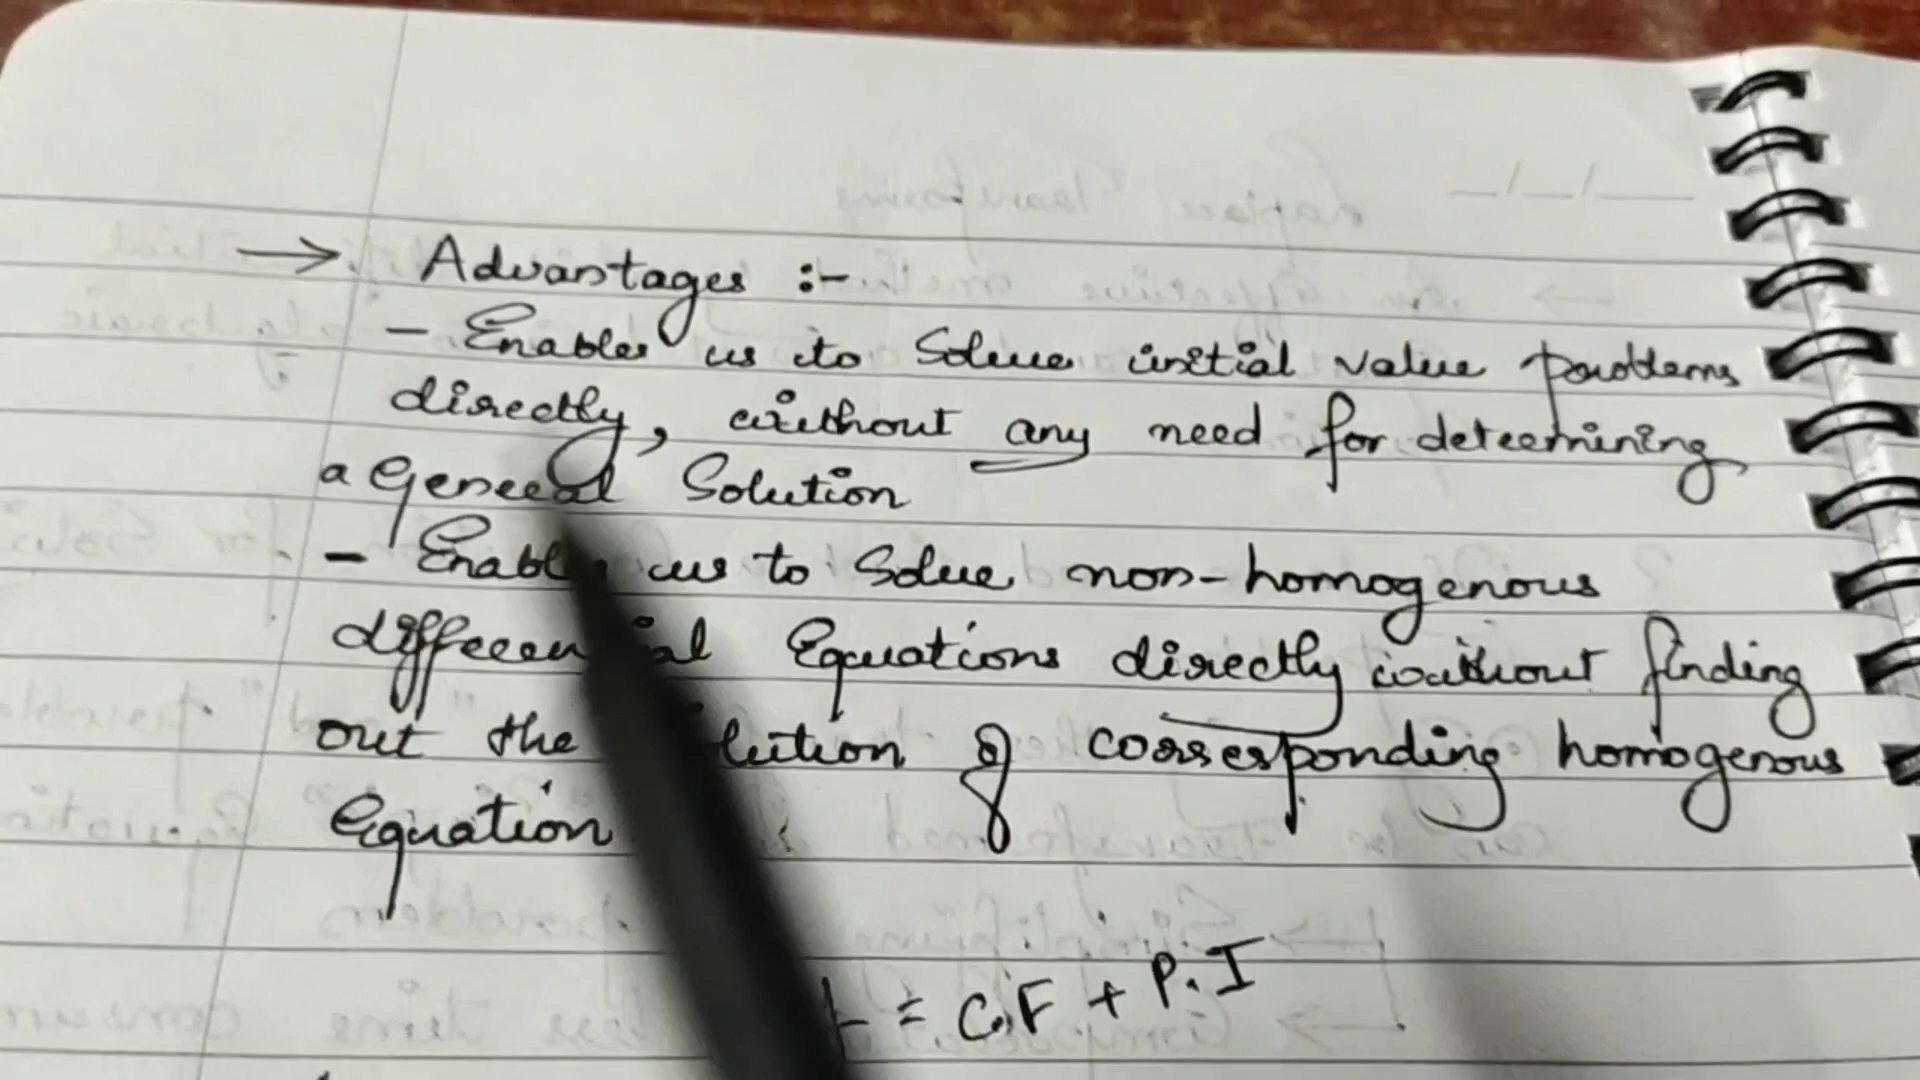 → Advantages :-
- Enables us to Solve initial value problems
directly, without any need for determining
a General Solution
- Enable us to Solve non-homogenous
differential Equations directly without finding
out the of corresponding homogenous
Equation
= C.F + P.I